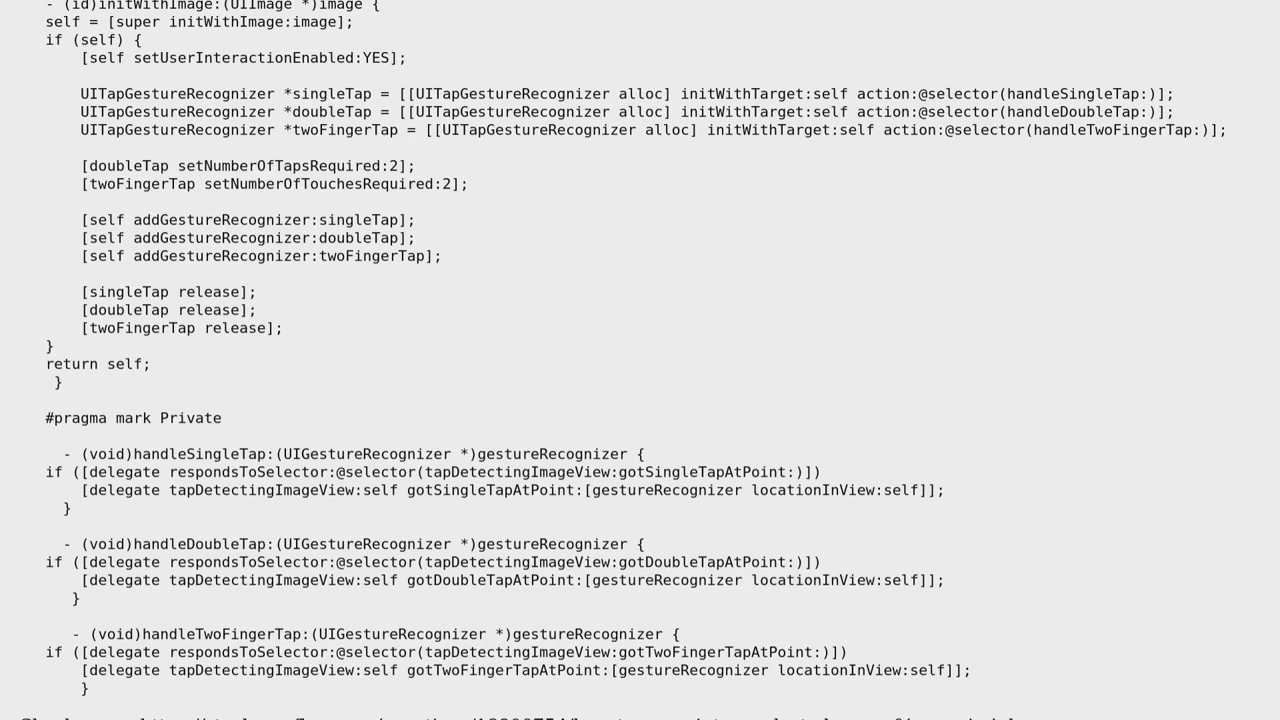 - (id)initWithImage:(UIImage *)image {
self = [super initWithImage:image];
if (self) {
[self setUserInteractionEnabled:YES];
UITapGestureRecognizer *singleTap = [[UITapGestureRecognizer alloc] initWithTarget:self action:@selector(handleSingleTap:)];
UITapGestureRecognizer *doubleTap = [[UITapGestureRecognizer alloc] initWithTarget:self action:@selector(handleDoubleTap:)];
UITapGestureRecognizer *twoFingerTap = [[UITapGestureRecognizer alloc] initWithTarget:self action:@selector(handleTwoFingerTap:)];
[doubleTap setNumberOfTapsRequired:2];
[twoFingerTap setNumberOfTouchesRequired:2];
[self addGestureRecognizer:singleTap];
[self addGestureRecognizer:doubleTap];
[self addGestureRecognizer:twoFingerTap];
[singleTap release];
[doubleTap release];
[twoFingerTap release];
}
return self;
}
#pragma mark Private
- (void)handleSingleTap:(UIGestureRecognizer *)gestureRecognizer {
if ([delegate respondsToSelector:@selector(tapDetectingImageView:gotSingleTapAtPoint:)])
[delegate tapDetectingImageView:self gotSingleTapAtPoint:[gestureRecognizer locationInView:self]];
}
- (void)handleDoubleTap:(UIGestureRecognizer *)gestureRecognizer {
if ([delegate respondsToSelector:@selector(tapDetectingImageView:gotDoubleTapAtPoint:)])
[delegate tapDetectingImageView:self gotDoubleTapAtPoint:[gestureRecognizer locationInView:self]];
}
- (void)handleTwoFingerTap:(UIGestureRecognizer *)gestureRecognizer {
if ([delegate respondsToSelector:@selector(tapDetectingImageView:gotTwoFingerTapAtPoint:)])
[delegate tapDetectingImageView:self gotTwoFingerTapAtPoint:[gestureRecognizer locationInView:self]];
}